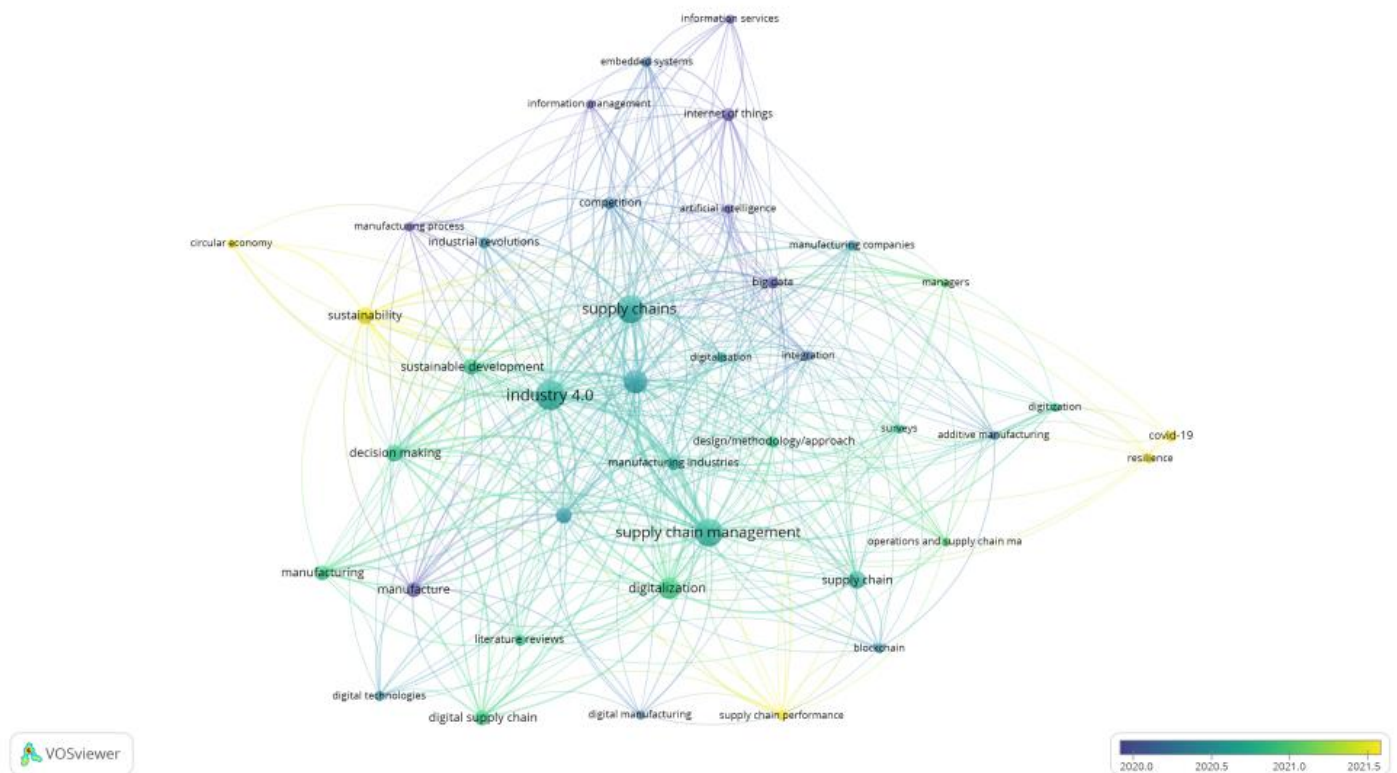 information services
embedded systems
information management
internet of things
competition
artificial intelligence
manufacturing process
circular economy
industrial revolutions
manufacturing companies
big data
managers
supply chains
sustainability
digitalisation
integration
sustainable development
industry 4.0
digitization
surveys
additive manufacturing
covid-19
design/methodology/approach
decision making
resilience
manufacturing industries
supply chain management
operations and supply chain ma
manufacturing
supply chain
manufacture
digitalization
literature reviews
blockchain
digital technologies
digital supply chain
digital manufacturing
supply chain performance
VOSviewer
2020.0 2020.5 2021.0 2021.5